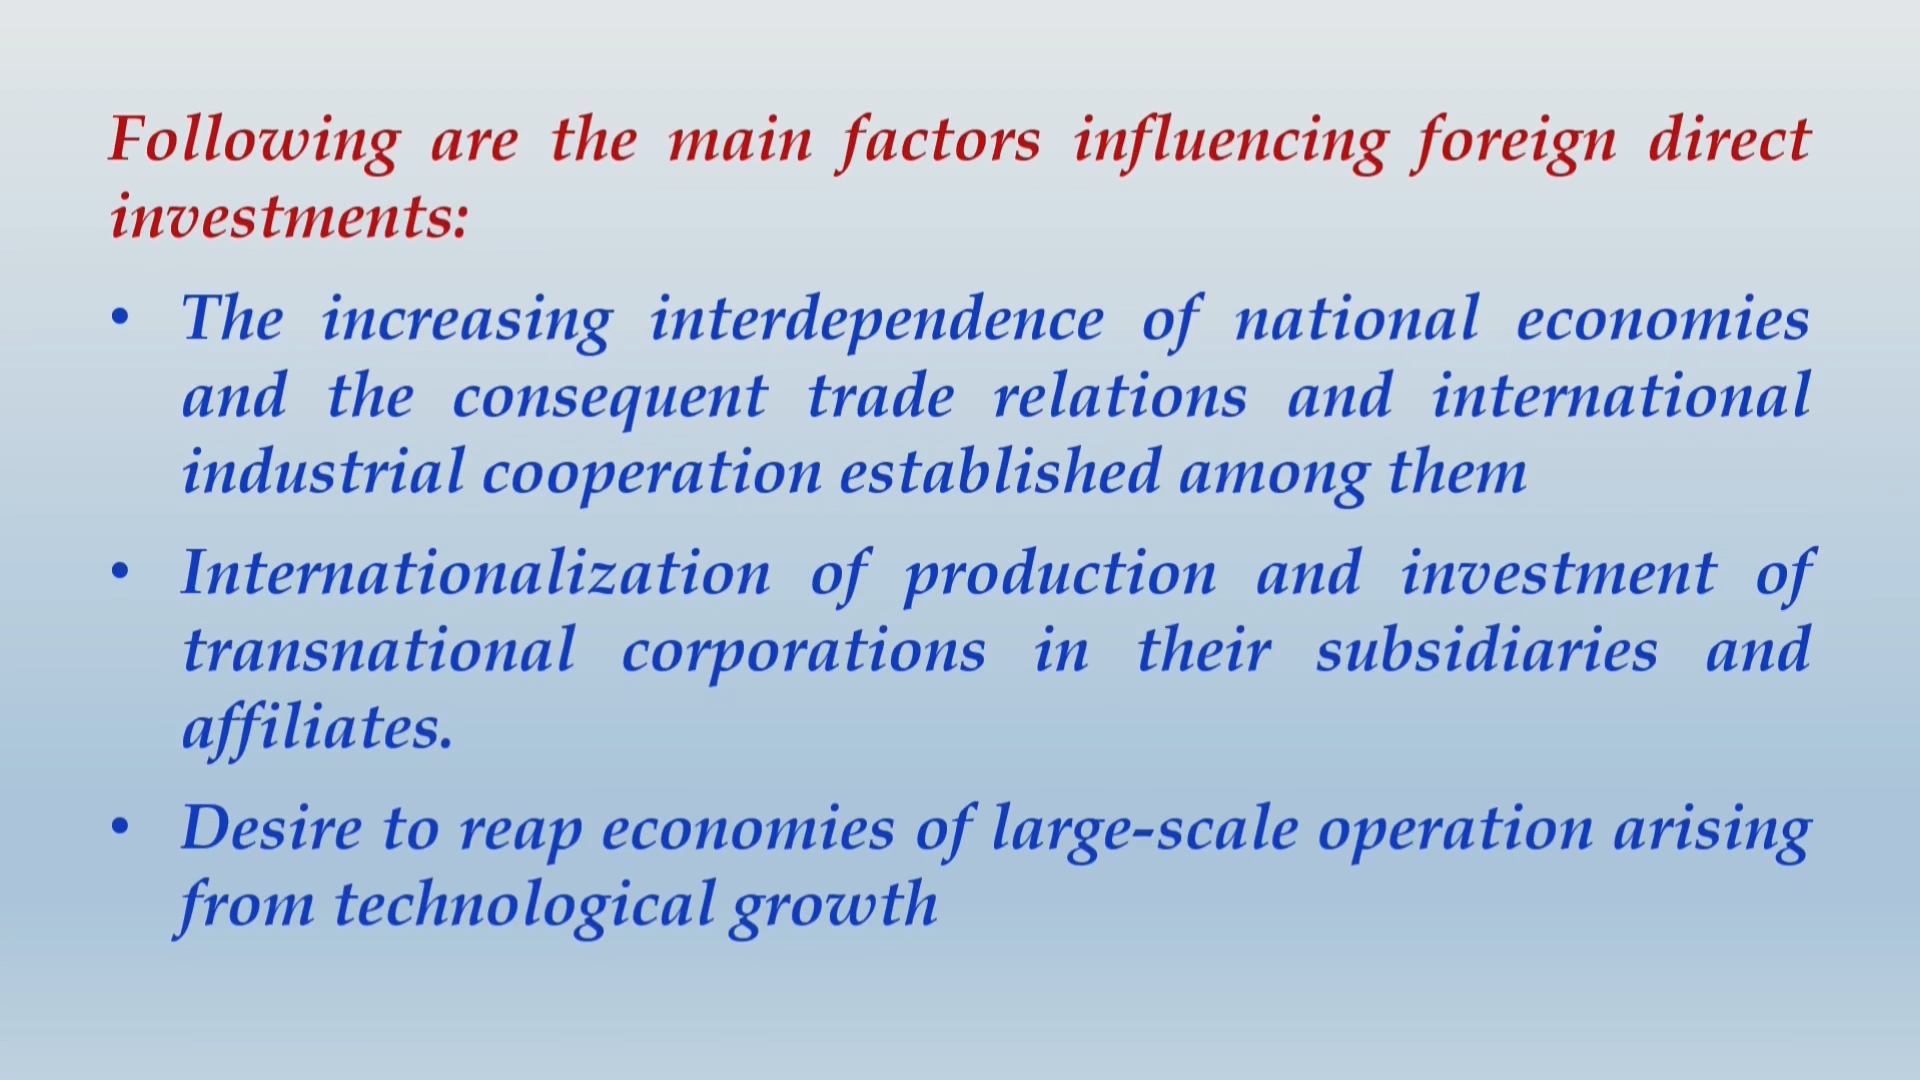 Following are the main factors influencing foreign direct
investments:
• The increasing interdependence of national economies
and the consequent trade relations and international
industrial cooperation established among them
• Internationalization of production and investment of
transnational corporations in their subsidiaries and
affiliates.
• Desire to reap economies of large-scale operation arising
from technological growth